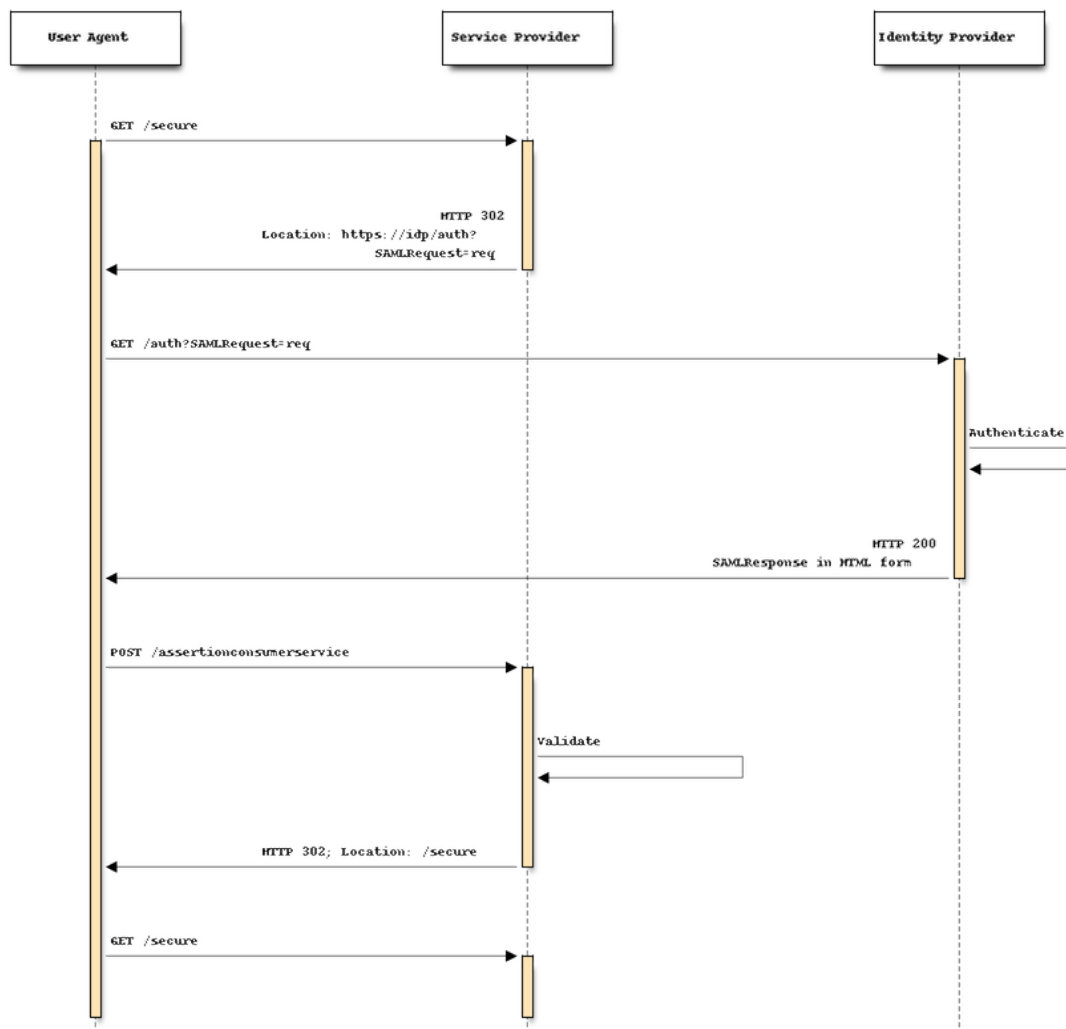 User Agent
Service Provider
Identity Provider
GET /secure
HTTP 302
Location: https://idp/auth?
SAMLRequest=req
GET /auth?SAMLRequest=req
Authenticate
HTTP 200
SAMLResponse in HTML form
POST /assertionconsumerservice
Validate
HTTP 302; Location: /secure
GET /secure